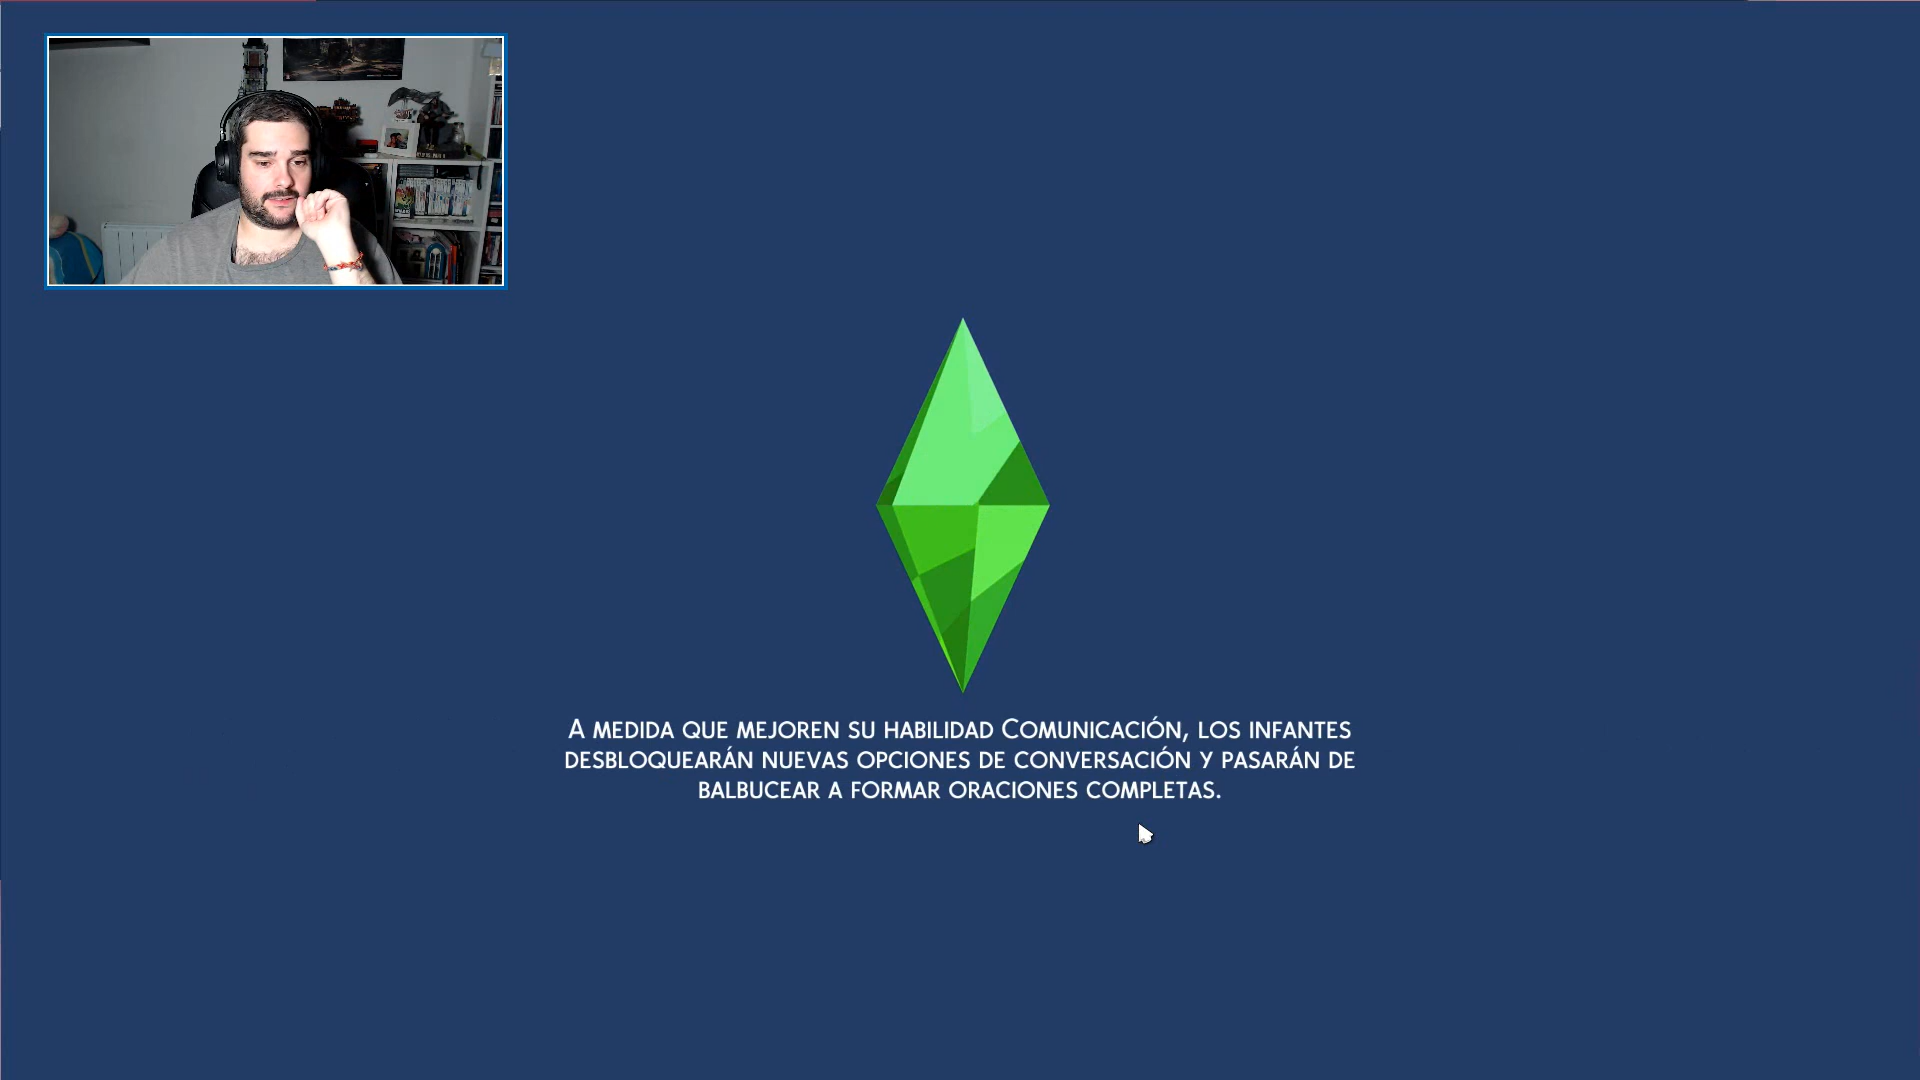 A MEDIDA QUE MEJOREN SU HABILIDAD COMUNICACIÓN, LOS INFANTES
DESBLOQUEARÁN NUEVAS OPCIONES DE CONVERSACIÓN Y PASARÁN DE
BALBUCEAR A FORMAR ORACIONES COMPLETAS.